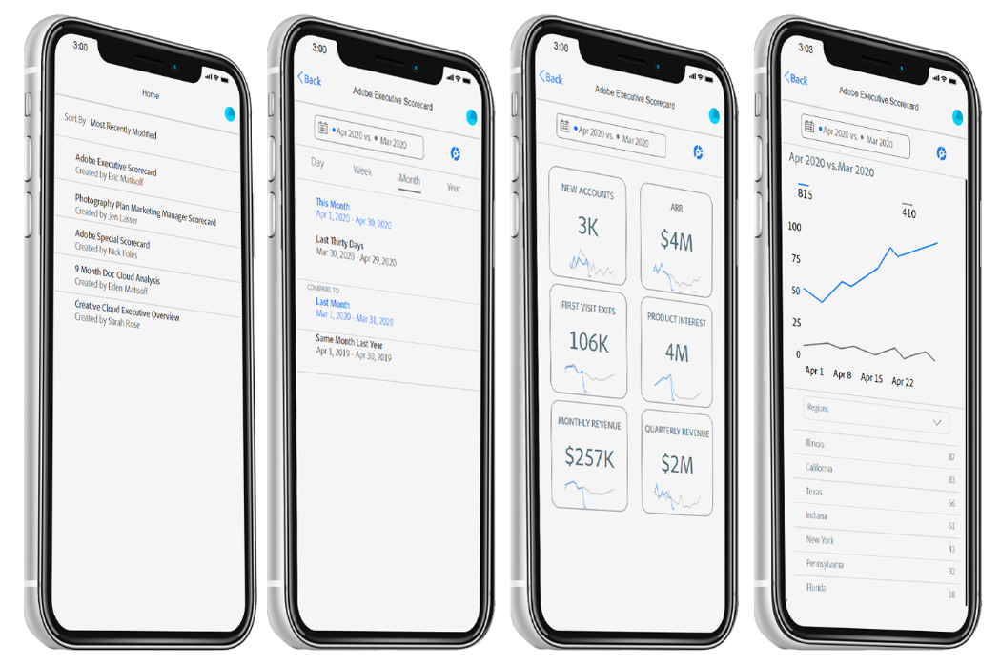 3:00
Home
Sort By Most Recently Modified
Adobe Executive Scorecard
Created by Eric Matisoff
Photography Plan Marketing Manager Scorecard
Created by Jen Lasser
Adobe Special Scorecard
Created by Nick Foles
9 Month Doc Cloud Analysis
Created by Eden Matisoff
Creative Cloud Executive Overview
Created by Sarah Rose
3:00
Back
Adobe Executive Scorecard
Apr 2020 vs. Mar 2020
Day Week Month Year
This Month
Apr 1, 2020 - Apr 30, 2020
Last Thirty Days
Mar 30, 2020 - Apr 29, 2020
COMPARE TO
Last Month
Mar 1, 2020 - Mar 31, 2020
Same Month Last Year
Apr 1, 2019 - Apr 30, 2019
3:00
Back
Adobe Executive Scorecard
Apr 2020 vs. Mar 2020
NEW ACCOUNTS
3K
ARR
$4M
FIRST VISIT EXITS
106K
PRODUCT INTEREST
4M
MONTHLY REVENUE
$257K
QUARTERLY REVENUE
$2M
3:03
Back
Adobe Executive Scorecard
Apr 2020 vs. Mar 2020
Apr 2020 vs.Mar 2020
815
410
100
75
50
25
0
Apr 1 Apr 8 Apr 15 Apr 22
Regions
Illinois 87
California 83
Texas 56
Indiana 51
New York 43
Pennsylvania 32
Florida 18